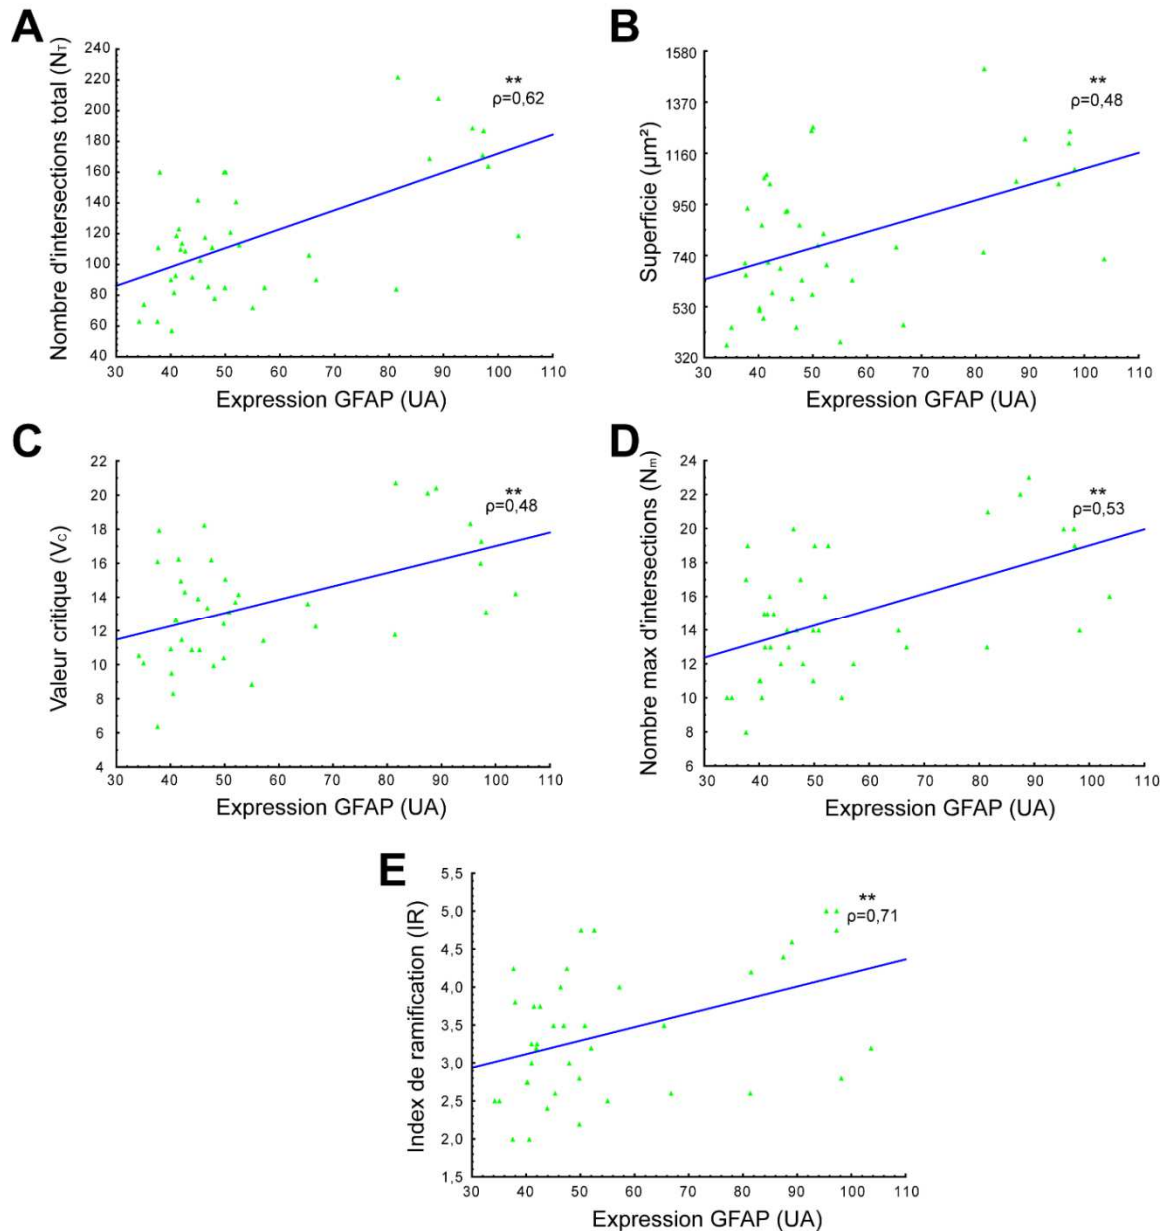 A
Nombre d'intersections total (NT)
240
220
200
180
160
140
120
100
80
60
40
**
ρ=0,62
30 40 50 60 70 80 90 100 110
Expression GFAP (UA)
B
Superficie (µm²)
1580
1370
1160
950
740
530
320
**
ρ=0,48
30 40 50 60 70 80 90 100 110
Expression GFAP (UA)
C
Valeur critique (Vc)
22
20
18
16
14
12
10
8
6
4
**
ρ=0,48
30 40 50 60 70 80 90 100 110
Expression GFAP (UA)
D
Nombre max d'intersections (Nm)
24
22
20
18
16
14
12
10
8
6
**
ρ=0,53
30 40 50 60 70 80 90 100 110
Expression GFAP (UA)
E
Index de ramification (IR)
5,5
5,0
4,5
4,0
3,5
3,0
2,5
2,0
1,5
**
ρ=0,71
30 40 50 60 70 80 90 100 110
Expression GFAP (UA)